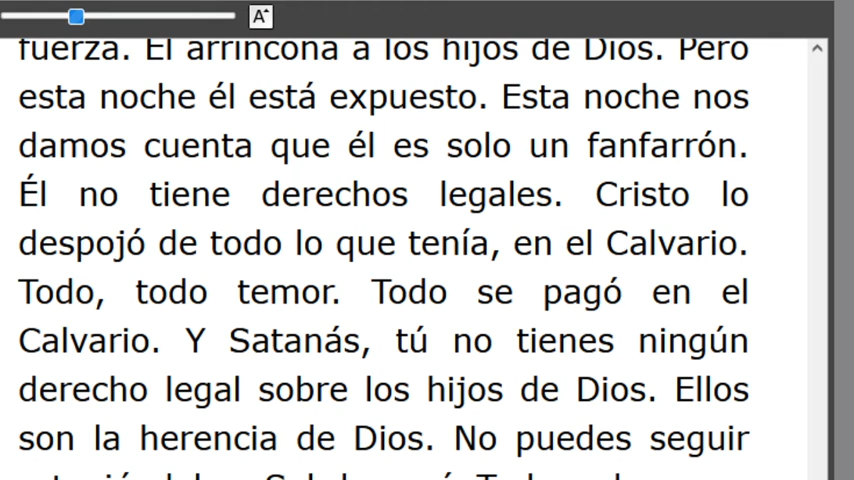 A
fuerza. Él arrincona a los hijos de Dios. Pero
esta noche él está expuesto. Esta noche nos
damos cuenta que él es solo un fanfarrón.
Él no tiene derechos legales. Cristo lo
despojó de todo lo que tenía, en el Calvario.
Todo, todo temor. Todo se pagó en el
Calvario. Y Satanás, tú no tienes ningún
derecho legal sobre los hijos de Dios. Ellos
son la herencia de Dios. No puedes seguir